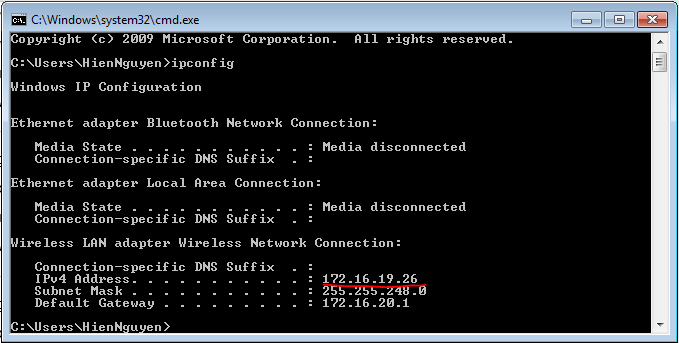 C:\Windows\system32\cmd.exe
Copyright (c) 2009 Microsoft Corporation.  All rights reserved.
C:\Users\HienNguyen>ipconfig
Windows IP Configuration
Ethernet adapter Bluetooth Network Connection:
   Media State . . . . . . . . . . . : Media disconnected
   Connection-specific DNS Suffix  . :
Ethernet adapter Local Area Connection:
   Media State . . . . . . . . . . . : Media disconnected
   Connection-specific DNS Suffix  . :
Wireless LAN adapter Wireless Network Connection:
   Connection-specific DNS Suffix  . :
   IPv4 Address. . . . . . . . . . . : 172.16.19.26
   Subnet Mask . . . . . . . . . . . : 255.255.248.0
   Default Gateway . . . . . . . . . : 172.16.20.1
C:\Users\HienNguyen>